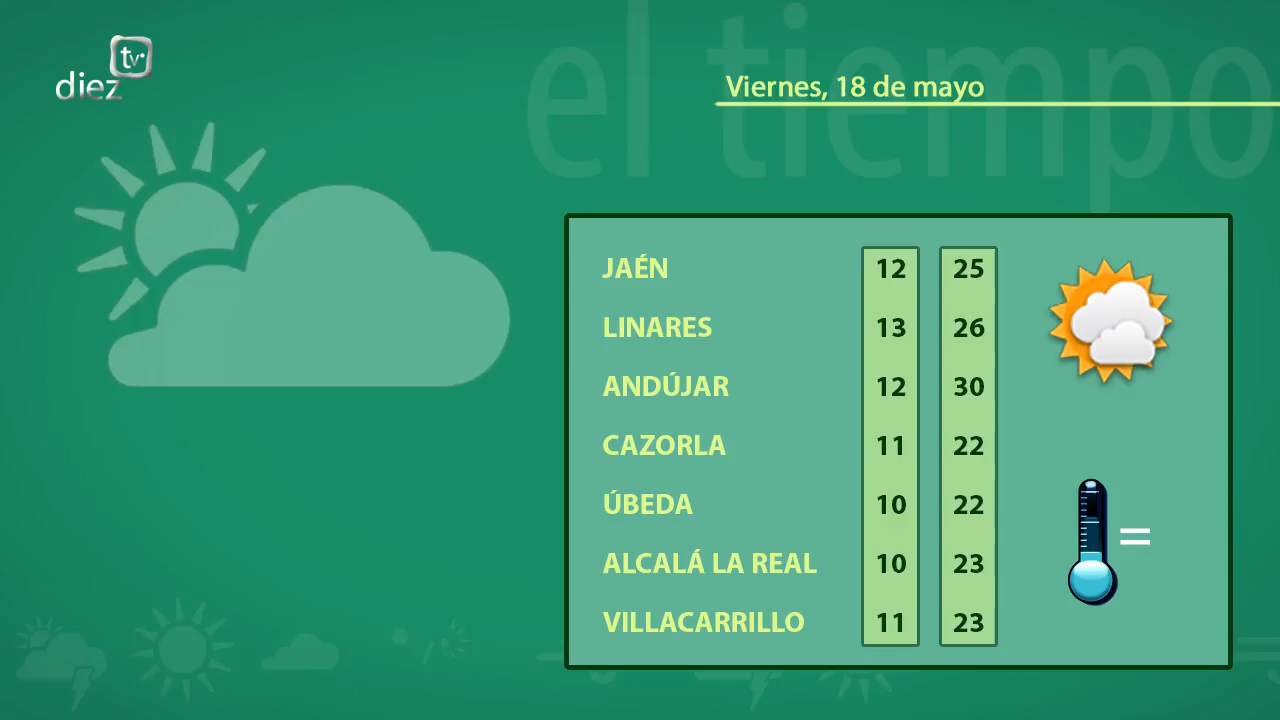 diez tv
el tiempo
Viernes, 18 de mayo
JAÉN 12 25
LINARES 13 26
ANDÚJAR 12 30
CAZORLA 11 22
ÚBEDA 10 22
=
ALCALÁ LA REAL 10 23
VILLACARRILLO 11 23